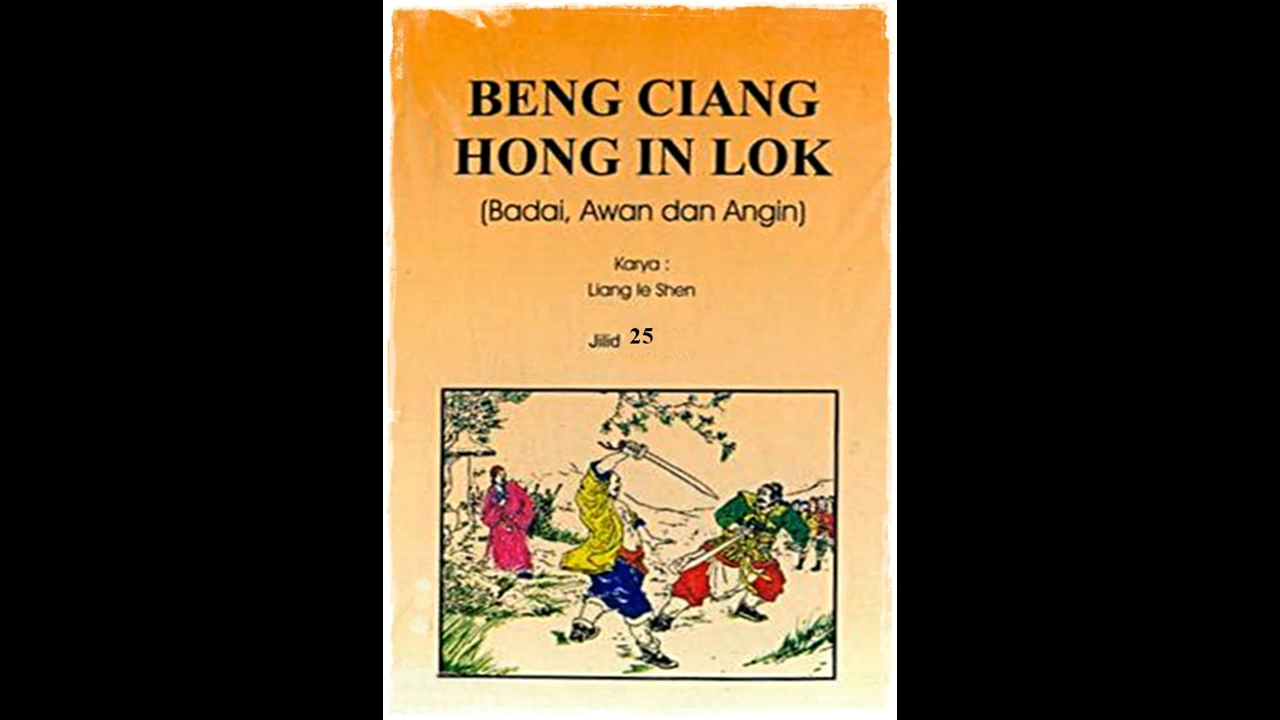 BENG CIANG
HONG IN LOK
(Badai, Awan dan Angin)
Karya :
Liang Ie Shen
Jilid 25